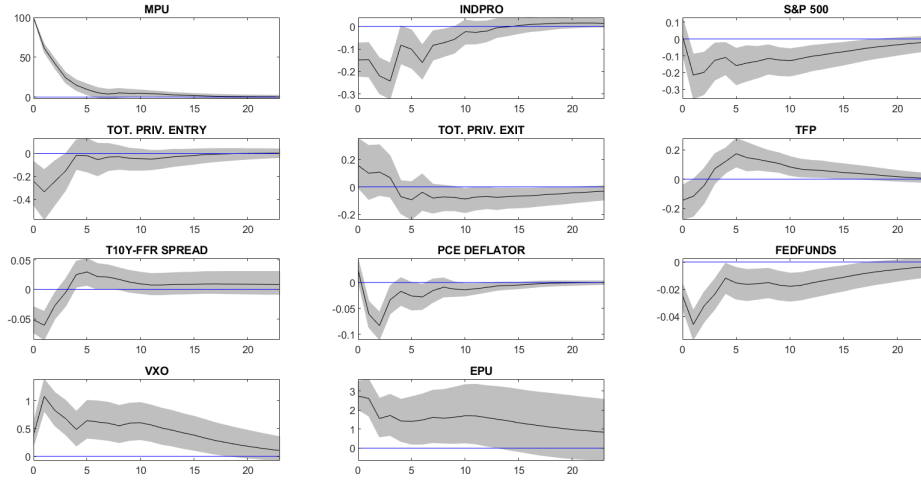 MPU
INDPRO
S&P 500
100
50
0
0 5 10 15 20
0
-0.1
-0.2
-0.3
0 5 10 15 20
0.1
0
-0.1
-0.2
-0.3
0 5 10 15 20
TOT. PRIV. ENTRY
TOT. PRIV. EXIT
TFP
0
-0.2
-0.4
0 5 10 15 20
0.2
0
-0.2
0 5 10 15 20
0.2
0
-0.2
0 5 10 15 20
T10Y-FFR SPREAD
PCE DEFLATOR
FEDFUNDS
0.05
0
-0.05
0 5 10 15 20
0
-0.05
-0.1
0 5 10 15 20
0
-0.02
-0.04
0 5 10 15 20
VXO
EPU
1
0.5
0
0 5 10 15 20
3
2
1
0
0 5 10 15 20